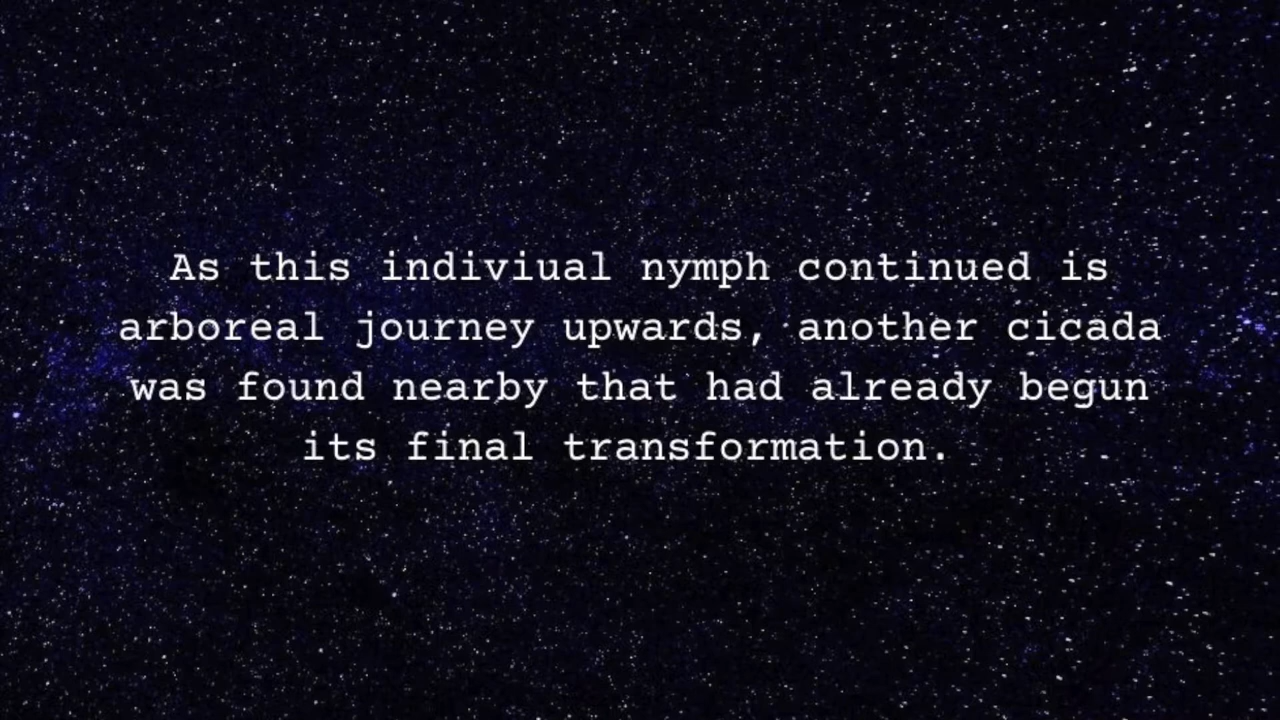 As this indiviual nymph continued is
arboreal journey upwards, another cicada
was found nearby that had already begun
its final transformation.